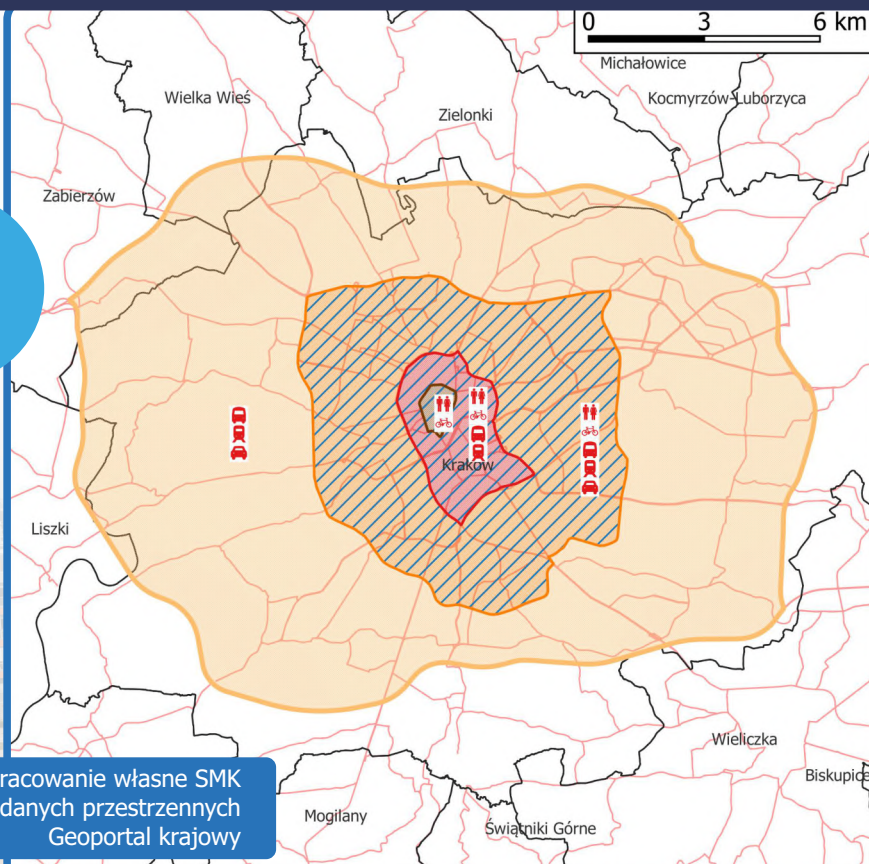 0 3 6 km
Michałowice
Wielka Wieś
Kocmyrzów-Luborzyca
Zielonki
Zabierzów
Kraków
Liszki
Wieliczka
Biskupice
Mogilany
Świątniki Górne
racowanie własne SMK
danych przestrzennych
Geoportal krajowy